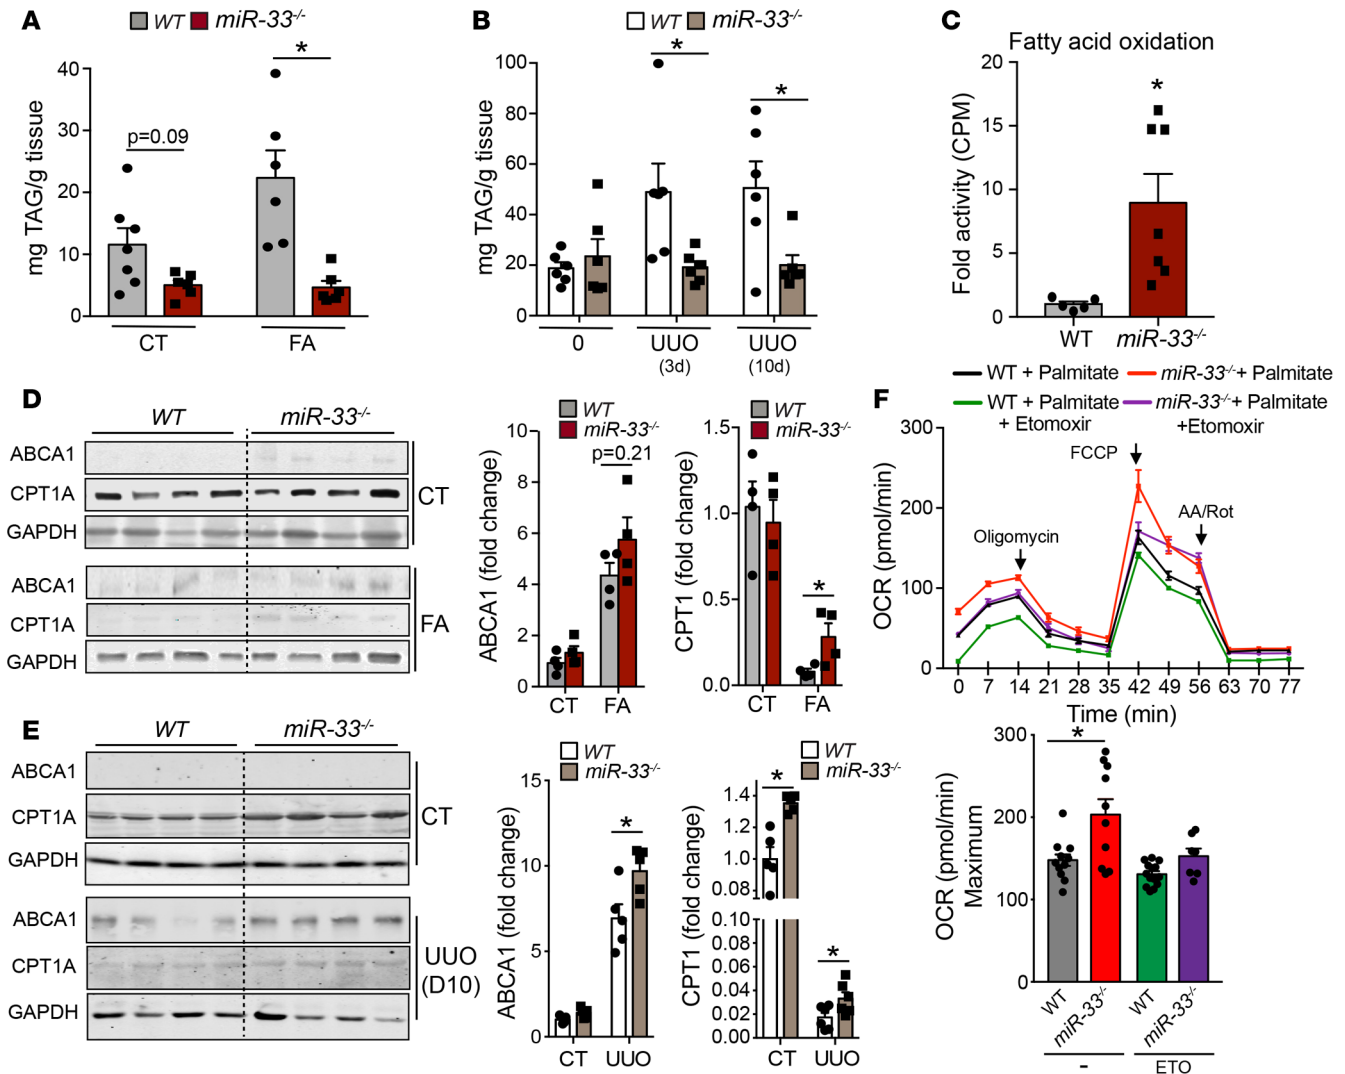 A
WT miR-33-/-
mg TAG/g tissue
40
30
20
10
0
p=0.09
*
CT
FA
B
WT miR-33-/-
mg TAG/g tissue
100
80
60
40
20
0
*
*
0
UUO
(3d)
UUO
(10d)
C
Fatty acid oxidation
Fold activity (CPM)
20
15
10
5
0
*
WT
miR-33-/-
D
WT
miR-33-/-
ABCA1
CPT1A
GAPDH
CT
ABCA1
CPT1A
GAPDH
FA
WT
miR-33-/-
ABCA1 (fold change)
10
8
6
4
2
0
p=0.21
CT
FA
WT
miR-33-/-
CPT1 (fold change)
1.5
1.0
0.5
0.0
*
CT
FA
E
WT
miR-33-/-
ABCA1
CPT1A
GAPDH
CT
ABCA1
CPT1A
GAPDH
UUO
(D10)
WT
miR-33-/-
ABCA1 (fold change)
15
10
5
0
*
CT
UUO
WT
miR-33-/-
CPT1 (fold change)
1.4
1.2
1.0
0.08
0.10
0.08
0.06
0.04
0.02
0.00
*
*
CT
UUO
F
WT + Palmitate
miR-33-/-+ Palmitate
WT + Palmitate
+ Etomoxir
miR-33-/-+ Palmitate
+Etomoxir
OCR (pmol/min)
300
200
100
0
Oligomycin
FCCP
AA/Rot
0 7 14 21 28 35 42 49 56 63 70 77
Time (min)
OCR (pmol/min)
Maximum
300
200
100
0
*
WT
miR-33-/-
WT
miR-33-/-
-
ETO